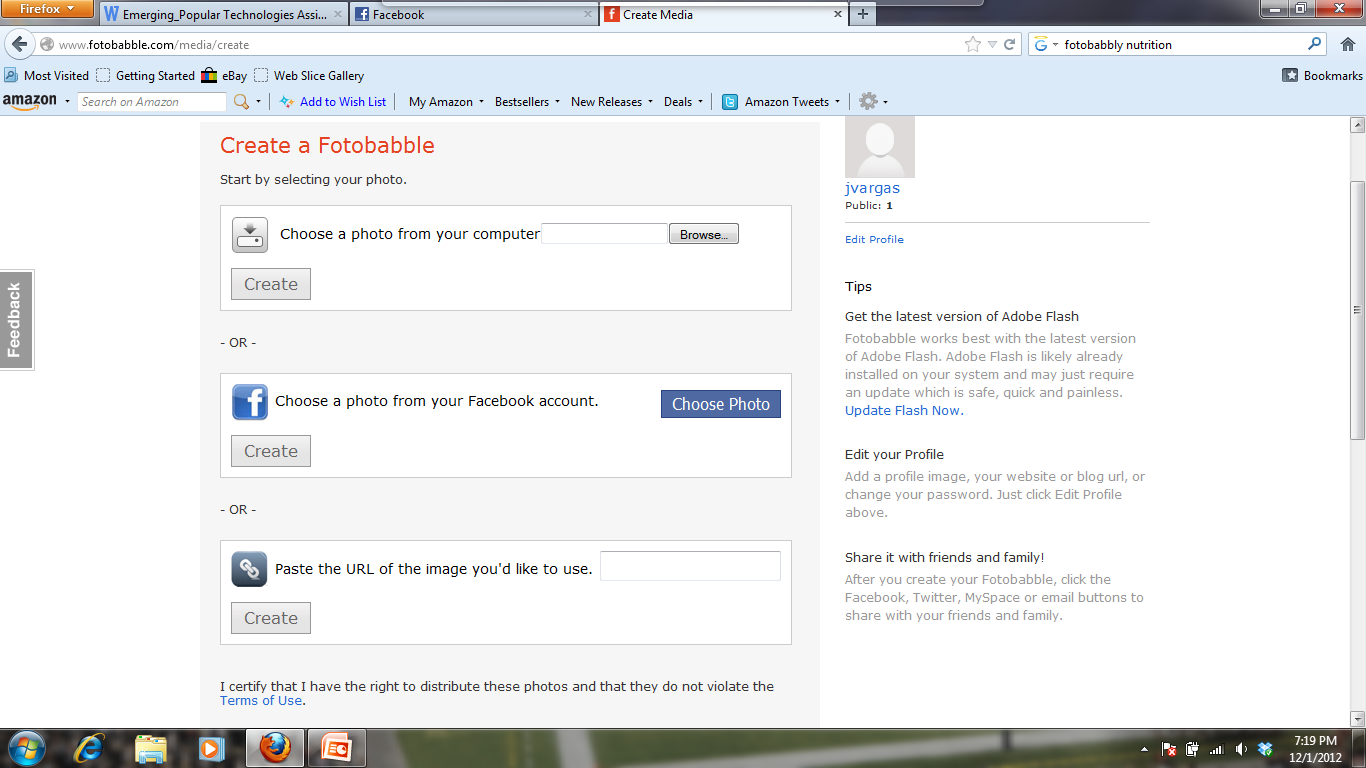 Firefox
Emerging_Popular Technologies Assi...
Facebook
Create Media
www.fotobabble.com/media/create
fotobabbly nutrition
Most Visited
Getting Started
eBay
Web Slice Gallery
Bookmarks
amazon
Search on Amazon
Add to Wish List
My Amazon
Bestsellers
New Releases
Deals
Amazon Tweets
Create a Fotobabble
Start by selecting your photo.
Choose a photo from your computer
Browse...
Create
- OR -
Choose a photo from your Facebook account.
Choose Photo
Create
- OR -
Paste the URL of the image you'd like to use.
Create
I certify that I have the right to distribute these photos and that they do not violate the
Terms of Use.
Feedback
jvargas
Public: 1
Edit Profile
Tips
Get the latest version of Adobe Flash
Fotobabble works best with the latest version
of Adobe Flash. Adobe Flash is likely already
installed on your system and may just require
an update which is safe, quick and painless.
Update Flash Now.
Edit your Profile
Add a profile image, your website or blog url, or
change your password. Just click Edit Profile
above.
Share it with friends and family!
After you create your Fotobabble, click the
Facebook, Twitter, MySpace or email buttons to
share with your friends and family.
7:19 PM
12/1/2012